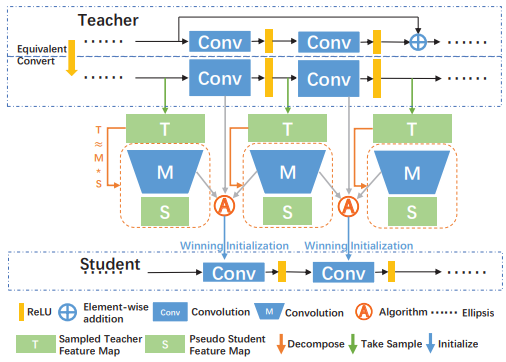 Teacher
Conv Conv
Equivalent
Convert
Conv Conv
T T T
T ≈ M * S
M M M
S S S
A A
Winning Initialization Winning Initialization
Student
Conv Conv
ReLU Element-wise addition Conv Convolution M Convolution A Algorithm Ellipsis
T Sampled Teacher Feature Map S Pseudo Student Feature Map Decompose Take Sample Initialize